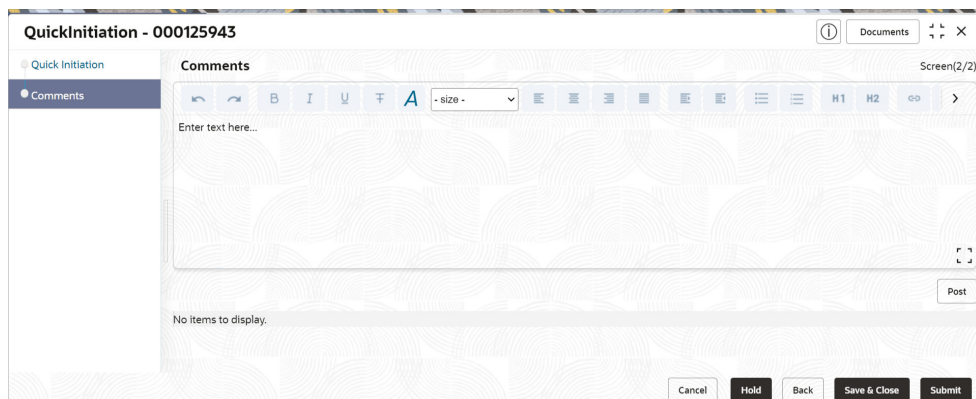 QuickInitiation - 000125943
Documents
Quick Initiation
Comments
Comments
Screen(2/2)
B I U T A - size - H1 H2
Enter text here...
Post
No items to display.
Cancel Hold Back Save & Close Submit